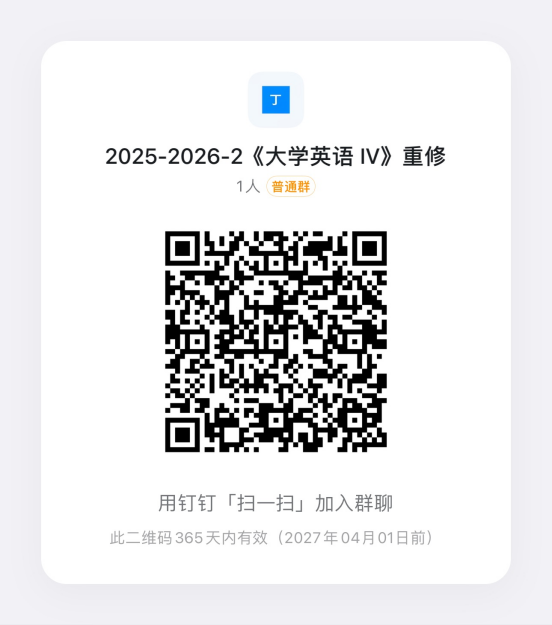 丁
2025-2026-2《大学英语 IV》重修
1人 普通群
用钉钉「扫一扫」加入群聊
此二维码365天内有效（2027年04月01日前）